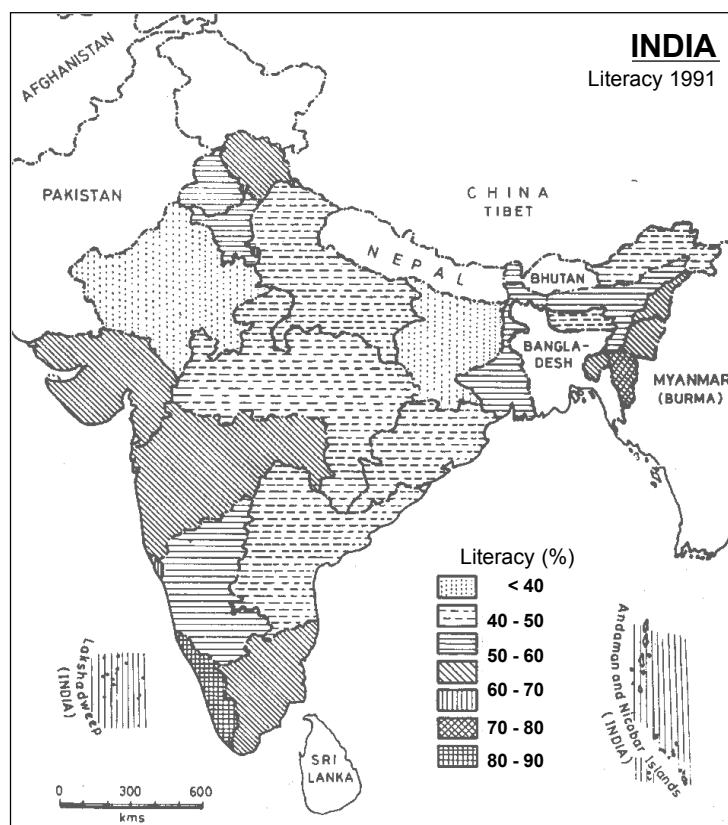 INDIA
Literacy 1991
AFGHANISTAN
PAKISTAN
CHINA
TIBET
NEPAL
BHUTAN
BANGLA-
DESH
MYANMAR
(BURMA)
Literacy (%)
< 40
40 - 50
50 - 60
60 - 70
70 - 80
80 - 90
Lakshadweep
(INDIA)
Andaman and Nicobar Islands
(INDIA)
SRI
LANKA
0 300 600
kms